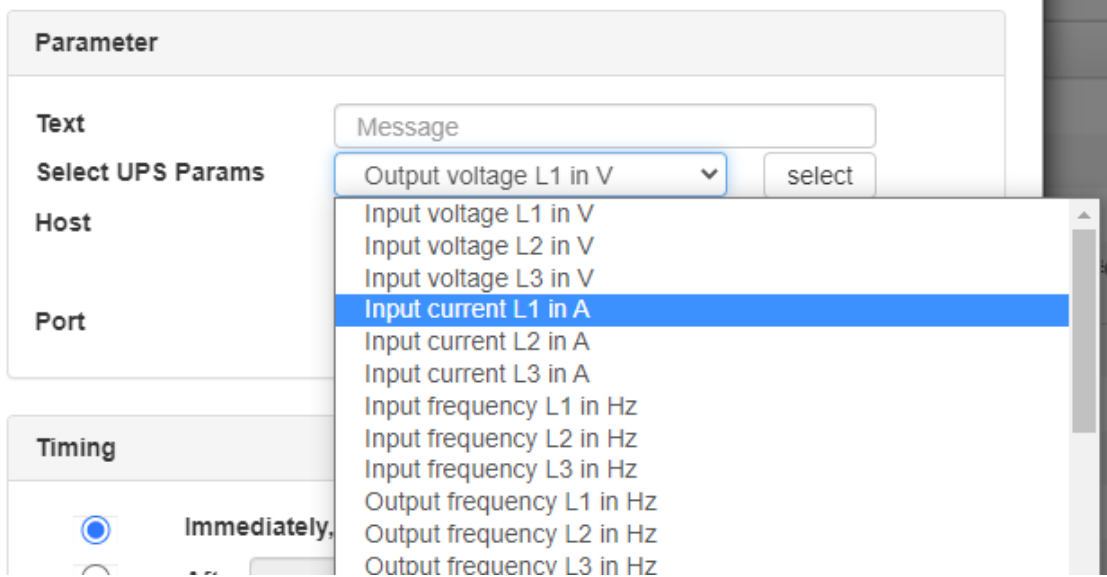 Parameter
Text Message
Select UPS Params Output voltage L1 in V select
Host
Port
Input voltage L1 in V
Input voltage L2 in V
Input voltage L3 in V
Input current L1 in A
Input current L2 in A
Input current L3 in A
Input frequency L1 in Hz
Input frequency L2 in Hz
Input frequency L3 in Hz
Output frequency L1 in Hz
Output frequency L2 in Hz
Output frequency L3 in Hz
Timing
Immediately,